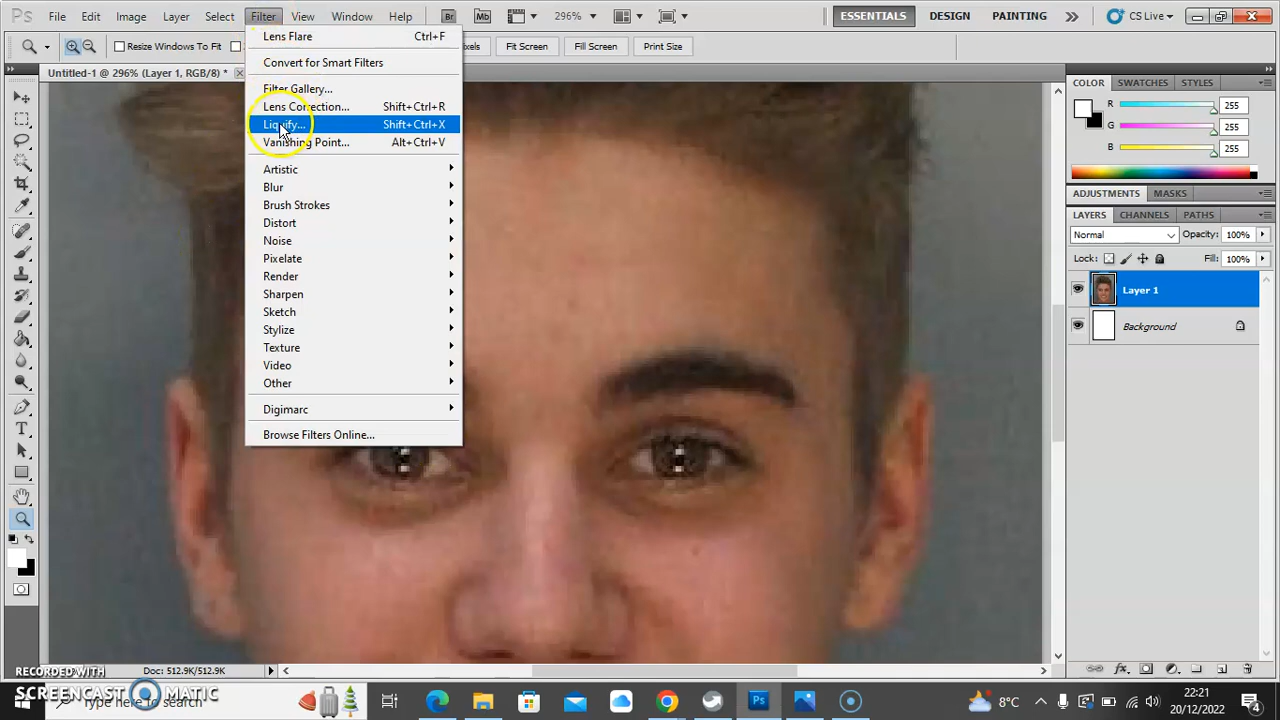 Ps File Edit Image Layer Select Filter View Window Help Br Mb 296% ESSENTIALS DESIGN PAINTING CS Live
Resize Windows To Fit Fit Screen Fill Screen Print Size
Untitled-1 @ 296% (Layer 1, RGB/8) *
Lens Flare Ctrl+F
Convert for Smart Filters
Filter Gallery...
Lens Correction... Shift+Ctrl+R
Liquify... Shift+Ctrl+X
Vanishing Point... Alt+Ctrl+V
Artistic
Blur
Brush Strokes
Distort
Noise
Pixelate
Render
Sharpen
Sketch
Stylize
Texture
Video
Other
Digimarc
Browse Filters Online...
COLOR SWATCHES STYLES
R 255
G 255
B 255
ADJUSTMENTS MASKS
LAYERS CHANNELS PATHS
Normal Opacity: 100%
Lock: Fill: 100%
Layer 1
Background
Doc: 512.9K/512.9K
RECORDED WITH
SCREENCAST MATIC
here to search
8°C
22:21
20/12/2022
4